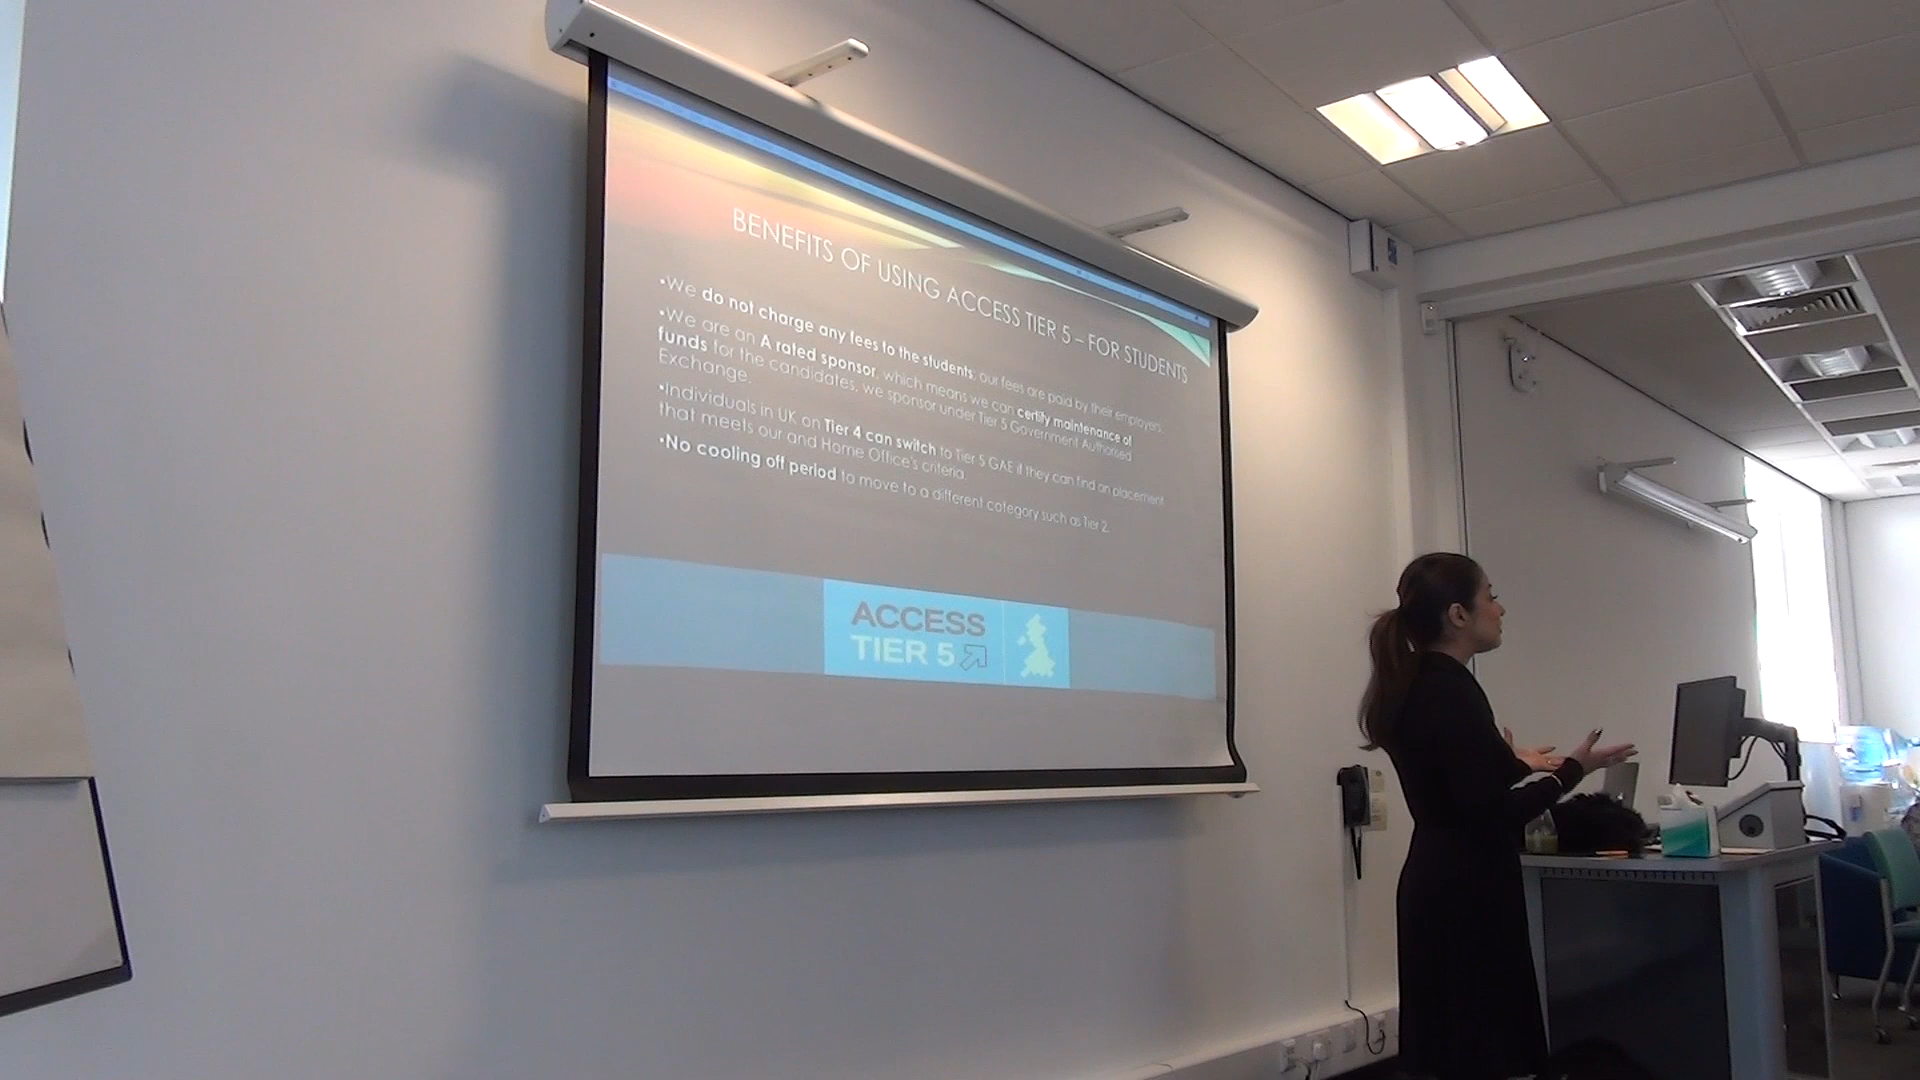 BENEFITS OF USING ACCESS TIER 5 – FOR STUDENTS
•We do not charge any fees to the students, our fees are paid by their employers.
•We are an A rated sponsor, which means we can certify maintenance of
funds for the candidates, we sponsor under Tier 5 Government Authorised
Exchange.
•Individuals in UK on Tier 4 can switch to Tier 5 GAE if they can find an placement
that meets our and Home Office's criteria.
•No cooling off period to move to a different category such as Tier 2.
ACCESS
TIER 5